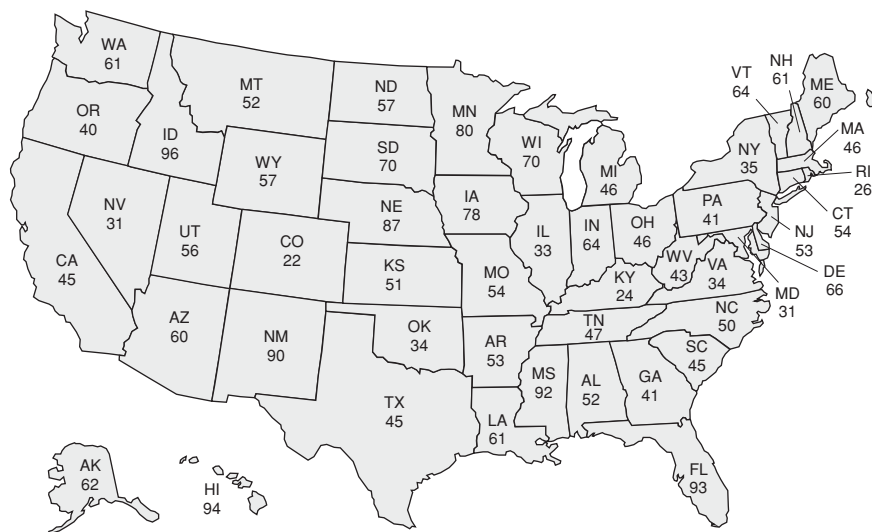 WA
61
OR
40
CA
45
NV
31
ID
96
MT
52
WY
57
UT
56
AZ
60
CO
22
NM
90
ND
57
SD
70
NE
87
KS
51
OK
34
TX
45
MN
80
IA
78
MO
54
AR
53
LA
61
WI
70
IL
33
MI
46
IN
64
OH
46
KY
24
TN
47
MS
92
AL
52
GA
41
FL
93
SC
45
NC
50
VA
34
WV
43
PA
41
NY
35
VT
64
NH
61
ME
60
MA
46
RI
26
CT
54
NJ
53
DE
66
MD
31
AK
62
HI
94